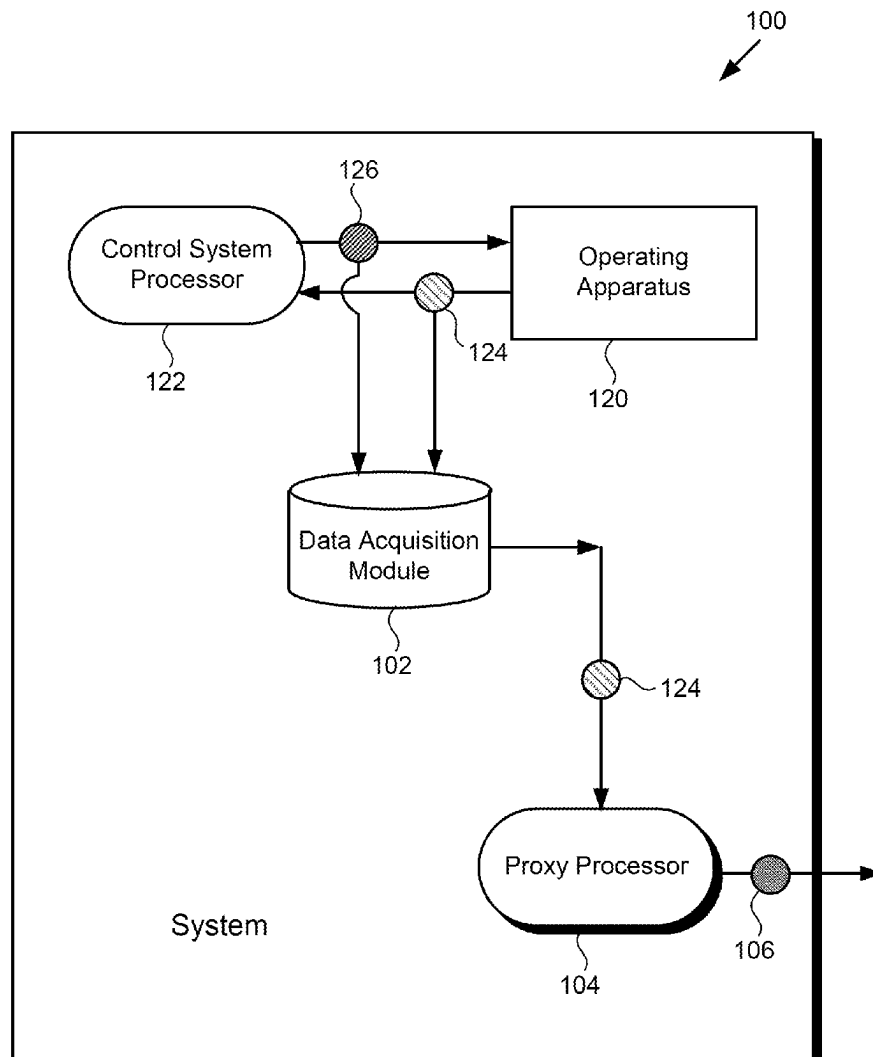 100
126
Control System
Processor
Operating
Apparatus
124
122
120
Data Acquisition
Module
102
124
Proxy Processor
System
106
104